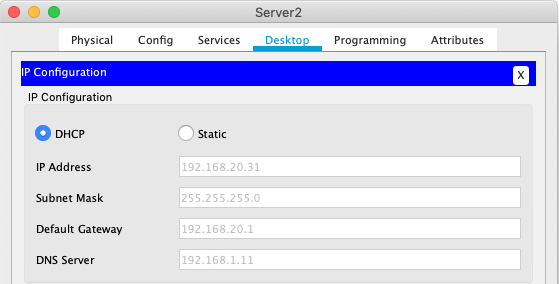 Server2
Physical Config Services Desktop Programming Attributes
IP Configuration X
IP Configuration
DHCP Static
IP Address 192.168.20.31
Subnet Mask 255.255.255.0
Default Gateway 192.168.20.1
DNS Server 192.168.1.11